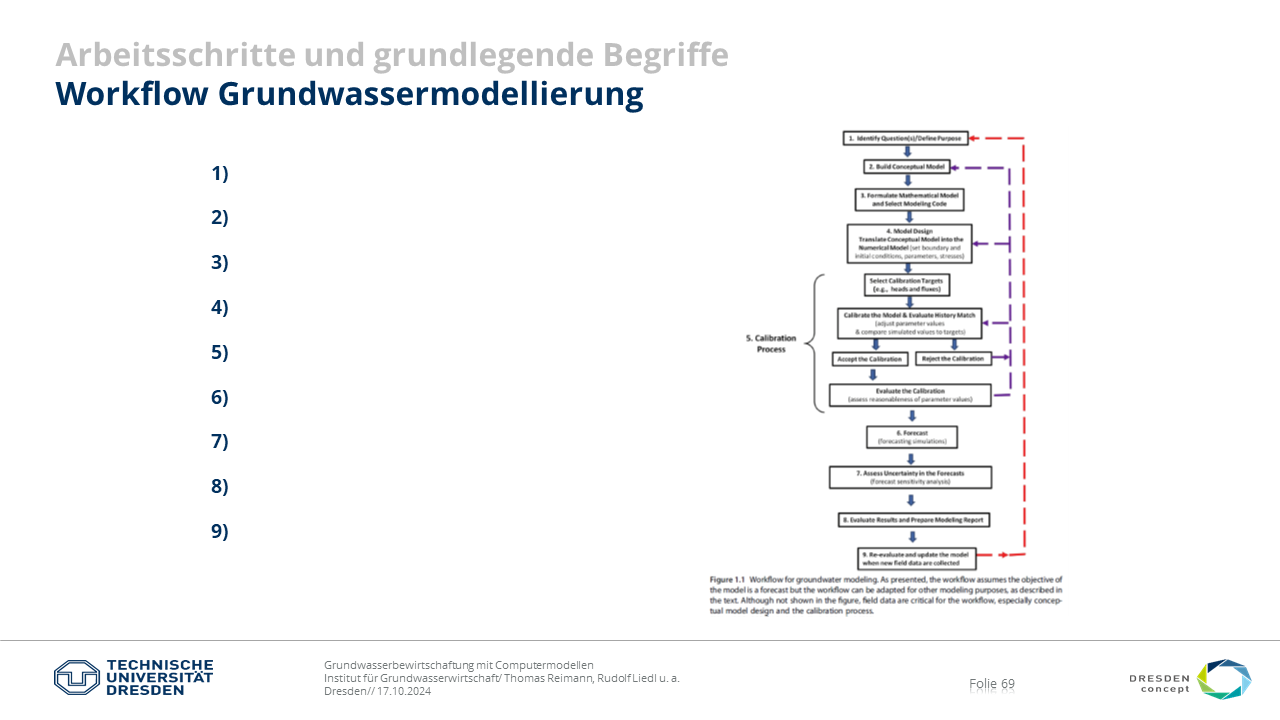 Arbeitsschritte und grundlegende Begriffe
Workflow Grundwassermodellierung
1)
2)
3)
4)
5)
6)
7)
8)
9)
1. Identify Question(s)/Define Purpose
2. Build Conceptual Model
3. Formulate Mathematical Model
and Select Modeling Code
4. Model Design
Translate Conceptual Model into the
Numerical Model (set boundary and
initial conditions, parameters, stresses)
Select Calibration Targets
(e.g., heads and fluxes)
Calibrate the Model & Evaluate History Match
(adjust parameter values
& compare simulated values to targets)
5. Calibration
Process
Accept the Calibration
Reject the Calibration
Evaluate the Calibration
(assess reasonableness of parameter values)
6. Forecast
(forecasting simulations)
7. Assess Uncertainty in the Forecasts
(forecast sensitivity analysis)
8. Evaluate Results and Prepare Modeling Report
9. Re-evaluate and update the model
when new field data are collected
Figure 1.1 Workflow for groundwater modeling. As presented, the workflow assumes the objective of
the model is a forecast but the workflow can be adapted for other modeling purposes, as described in
the text. Although not shown in the figure, field data are critical for the workflow, especially concep-
tual model design and the calibration process.
TECHNISCHE
UNIVERSITÄT
DRESDEN
Grundwasserbewirtschaftung mit Computermodellen
Institut für Grundwasserwirtschaft/ Thomas Reimann, Rudolf Liedl u. a.
Dresden// 17.10.2024
Folie 69
DRESDEN
concept